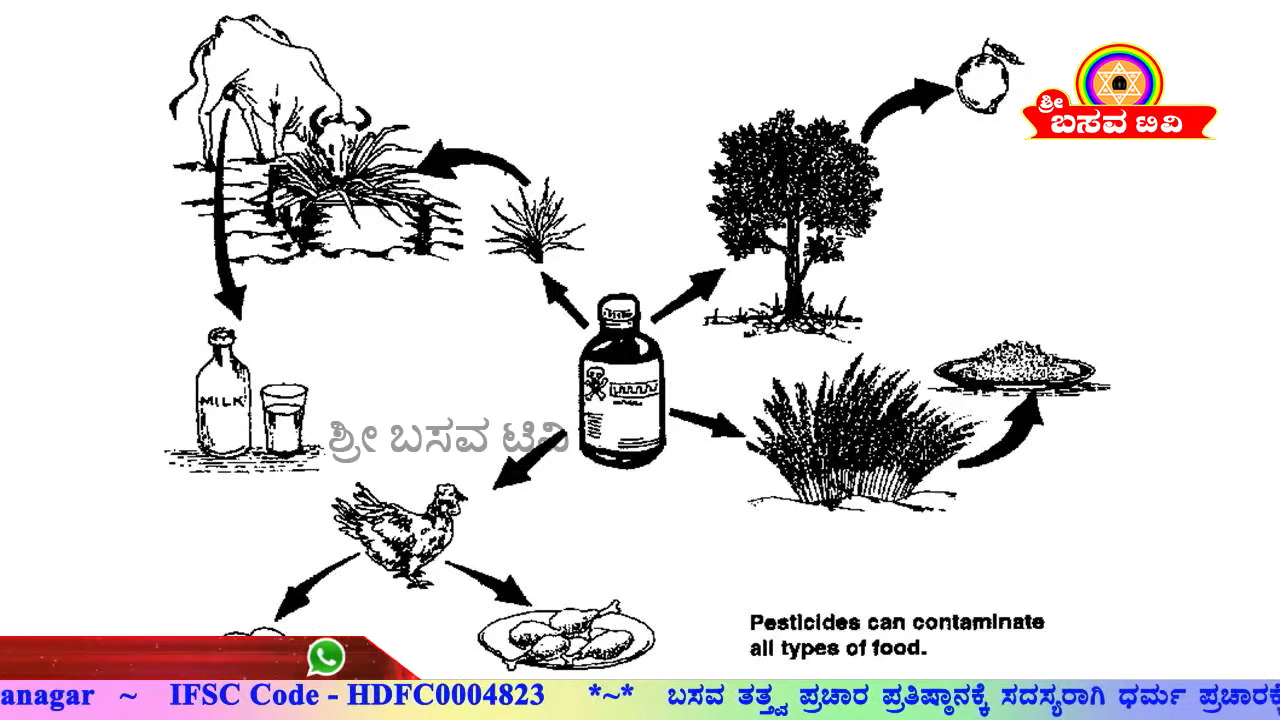 ಶ್ರೀ
ಬಸವ ಟಿವಿ
MILK
ಶ್ರೀ ಬಸವ ಟಿವಿ
Pesticides can contaminate
all types of food.
anagar ~ IFSC Code - HDFC0004823 *~* ಬಸವ ತತ್ತ್ವ ಪ್ರಚಾರ ಪ್ರತಿಷ್ಠಾನಕ್ಕೆ ಸದಸ್ಯರಾಗಿ ಧರ್ಮ ಪ್ರಚಾರಕ್ಕೆ